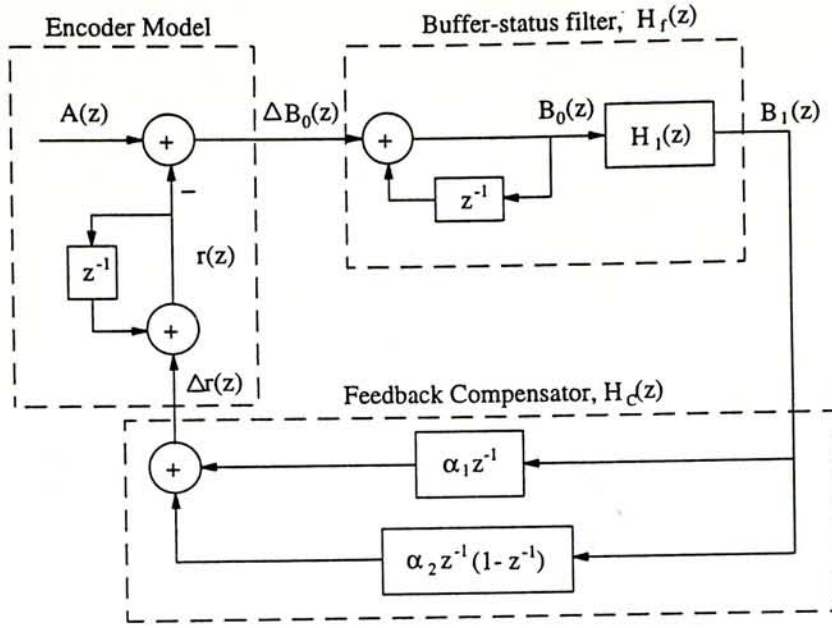 Encoder Model
Buffer-status filter, H_f(z)
A(z)
ΔB_0(z)
B_0(z)
B_1(z)
+
+
H_1(z)
−
z^{-1}
z^{-1}
r(z)
+
Δr(z)
Feedback Compensator, H_C(z)
+
α_1 z^{-1}
α_2 z^{-1} (1- z^{-1})